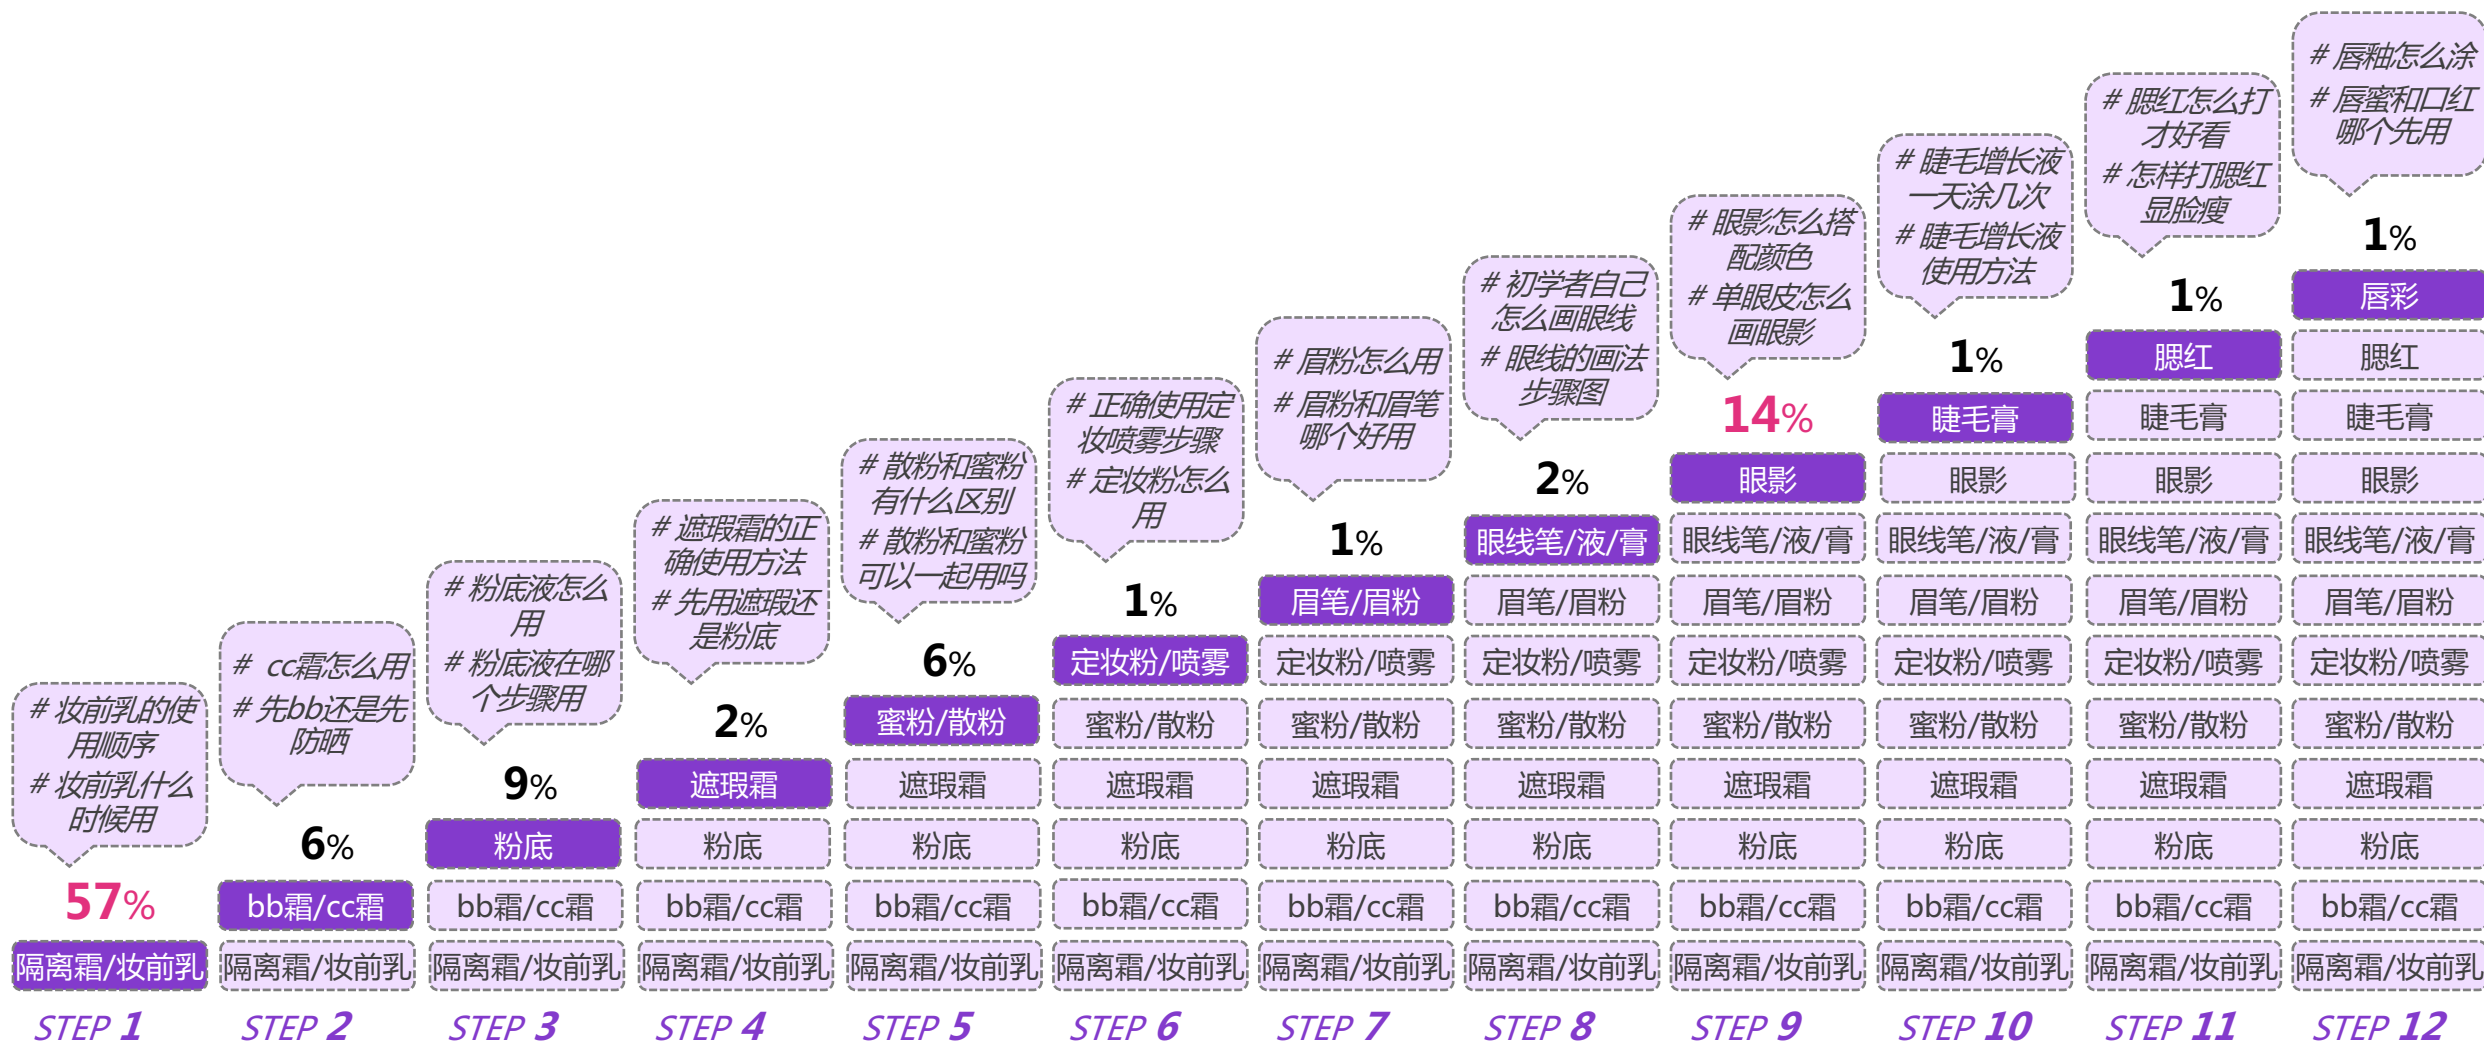 # 妆前乳的使
用顺序
# 妆前乳什么
时候用
57%
隔离霜/妆前乳
STEP 1
# cc霜怎么用
# 先bb还是先
防晒
6%
bb霜/cc霜
隔离霜/妆前乳
STEP 2
# 粉底液怎么
用
# 粉底液在哪
个步骤用
9%
粉底
bb霜/cc霜
隔离霜/妆前乳
STEP 3
# 遮瑕霜的正
确使用方法
# 先用遮瑕还
是粉底
2%
遮瑕霜
粉底
bb霜/cc霜
隔离霜/妆前乳
STEP 4
# 散粉和蜜粉
有什么区别
# 散粉和蜜粉
可以一起用吗
6%
蜜粉/散粉
遮瑕霜
粉底
bb霜/cc霜
隔离霜/妆前乳
STEP 5
# 正确使用定
妆喷雾步骤
# 定妆粉怎么
用
1%
定妆粉/喷雾
蜜粉/散粉
遮瑕霜
粉底
bb霜/cc霜
隔离霜/妆前乳
STEP 6
# 眉粉怎么用
# 眉粉和眉笔
哪个好用
1%
眉笔/眉粉
定妆粉/喷雾
蜜粉/散粉
遮瑕霜
粉底
bb霜/cc霜
隔离霜/妆前乳
STEP 7
# 初学者自己
怎么画眼线
# 眼线的画法
步骤图
2%
眼线笔/液/膏
眉笔/眉粉
定妆粉/喷雾
蜜粉/散粉
遮瑕霜
粉底
bb霜/cc霜
隔离霜/妆前乳
STEP 8
# 眼影怎么搭
配颜色
# 单眼皮怎么
画眼影
14%
眼影
眼线笔/液/膏
眉笔/眉粉
定妆粉/喷雾
蜜粉/散粉
遮瑕霜
粉底
bb霜/cc霜
隔离霜/妆前乳
STEP 9
# 睫毛增长液
一天涂几次
# 睫毛增长液
使用方法
1%
睫毛膏
眼影
眼线笔/液/膏
眉笔/眉粉
定妆粉/喷雾
蜜粉/散粉
遮瑕霜
粉底
bb霜/cc霜
隔离霜/妆前乳
STEP 10
# 腮红怎么打
才好看
# 怎样打腮红
显脸瘦
1%
腮红
睫毛膏
眼影
眼线笔/液/膏
眉笔/眉粉
定妆粉/喷雾
蜜粉/散粉
遮瑕霜
粉底
bb霜/cc霜
隔离霜/妆前乳
STEP 11
# 唇釉怎么涂
# 唇蜜和口红
哪个先用
1%
唇彩
腮红
睫毛膏
眼影
眼线笔/液/膏
眉笔/眉粉
定妆粉/喷雾
蜜粉/散粉
遮瑕霜
粉底
bb霜/cc霜
隔离霜/妆前乳
STEP 12